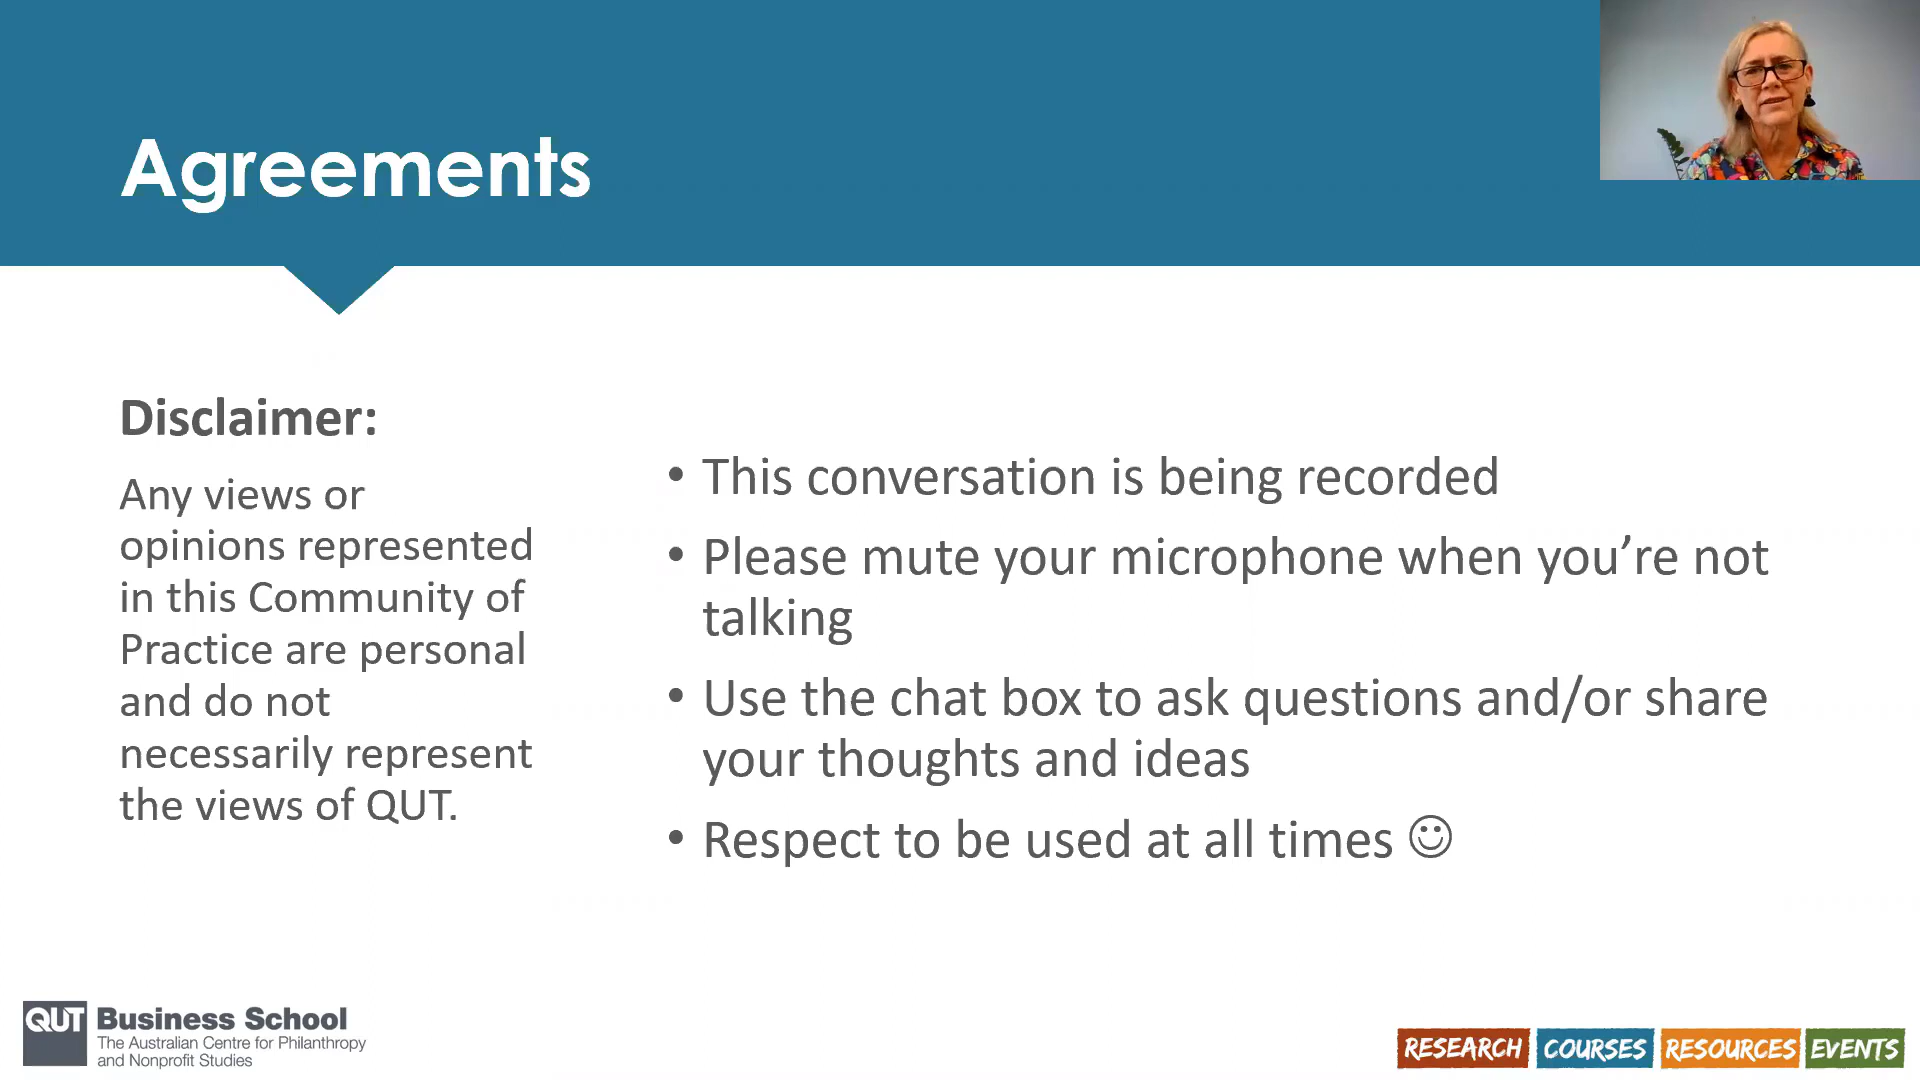 Agreements
Disclaimer:
Any views or
opinions represented
in this Community of
Practice are personal
and do not
necessarily represent
the views of QUT.
• This conversation is being recorded
• Please mute your microphone when you’re not
talking
• Use the chat box to ask questions and/or share
your thoughts and ideas
• Respect to be used at all times ☺
QUT Business School
The Australian Centre for Philanthropy
and Nonprofit Studies
RESEARCH COURSES RESOURCES EVENTS